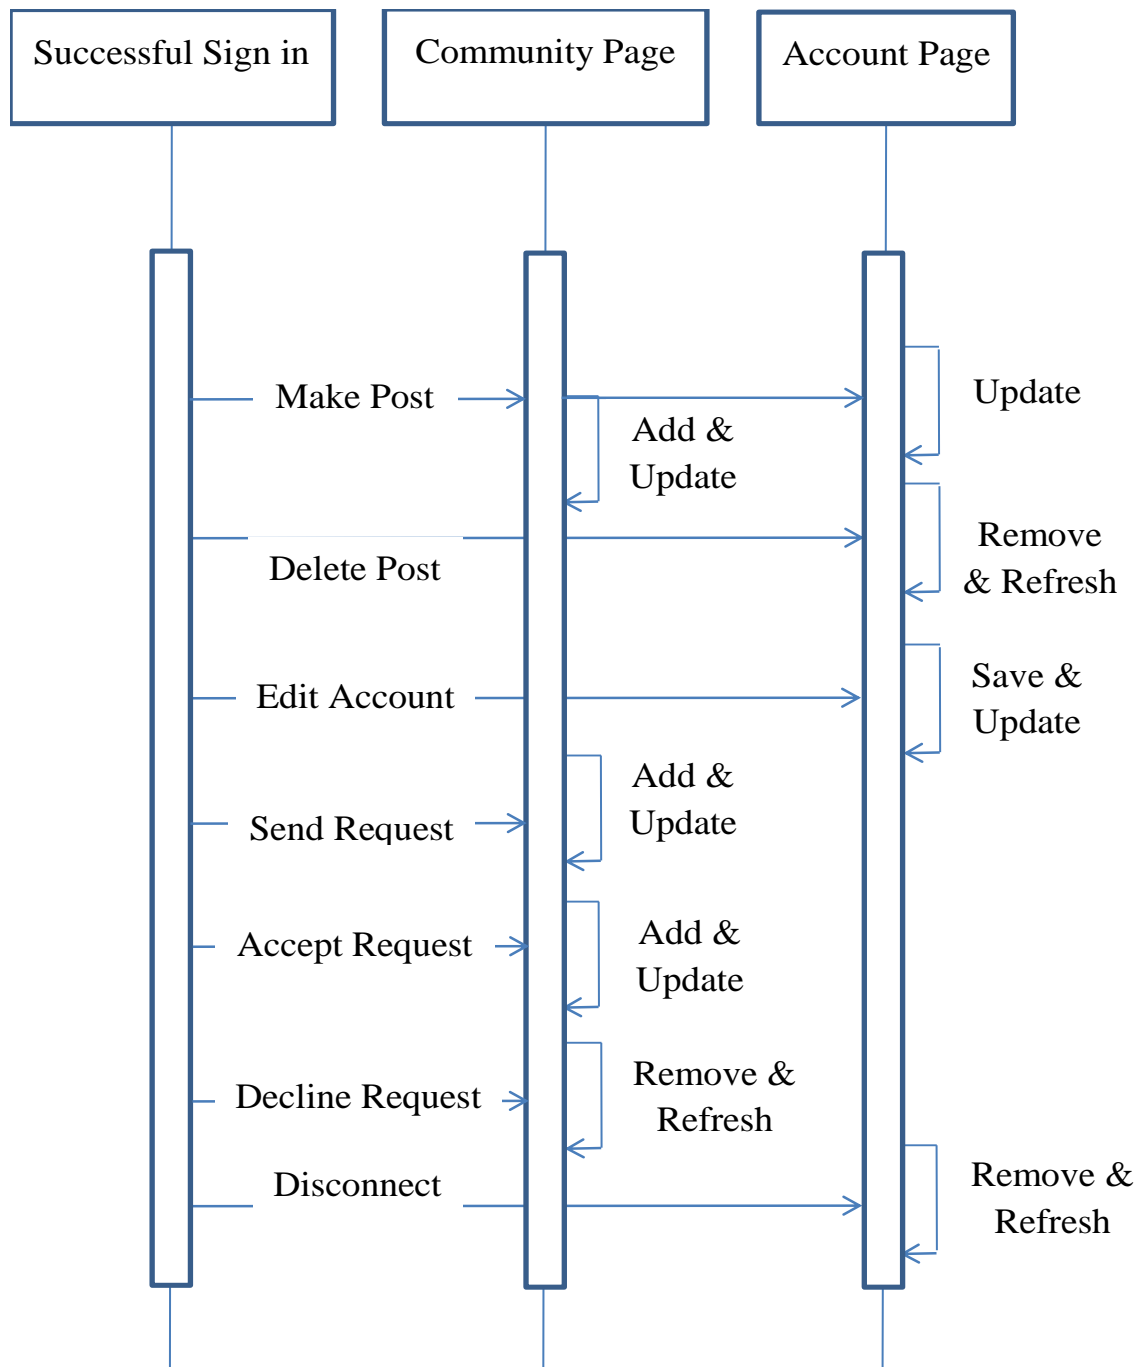 Successful Sign in
Community Page
Account Page
Make Post
Update
Add &
Update
Delete Post
Remove
& Refresh
Edit Account
Save &
Update
Send Request
Add &
Update
Accept Request
Add &
Update
Decline Request
Remove &
Refresh
Disconnect
Remove &
Refresh